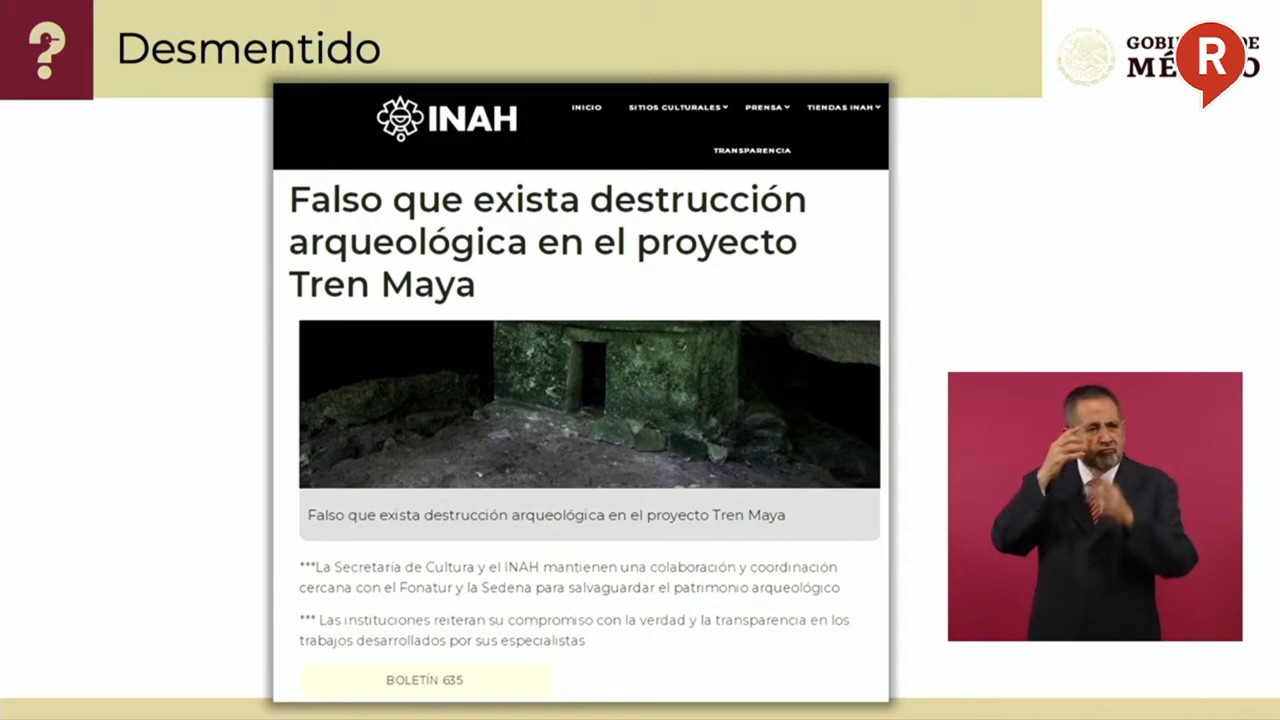 Desmentido
R
INAH
INICIO SITIOS CULTURALES PRENSA TIENDAS INAH
TRANSPARENCIA
Falso que exista destrucción
arqueológica en el proyecto
Tren Maya
Falso que exista destrucción arqueológica en el proyecto Tren Maya
***La Secretaría de Cultura y el INAH mantienen una colaboración y coordinación
cercana con el Fonatur y la Sedena para salvaguardar el patrimonio arqueológico
*** Las instituciones reiteran su compromiso con la verdad y la transparencia en los
trabajos desarrollados por sus especialistas
BOLETÍN 635